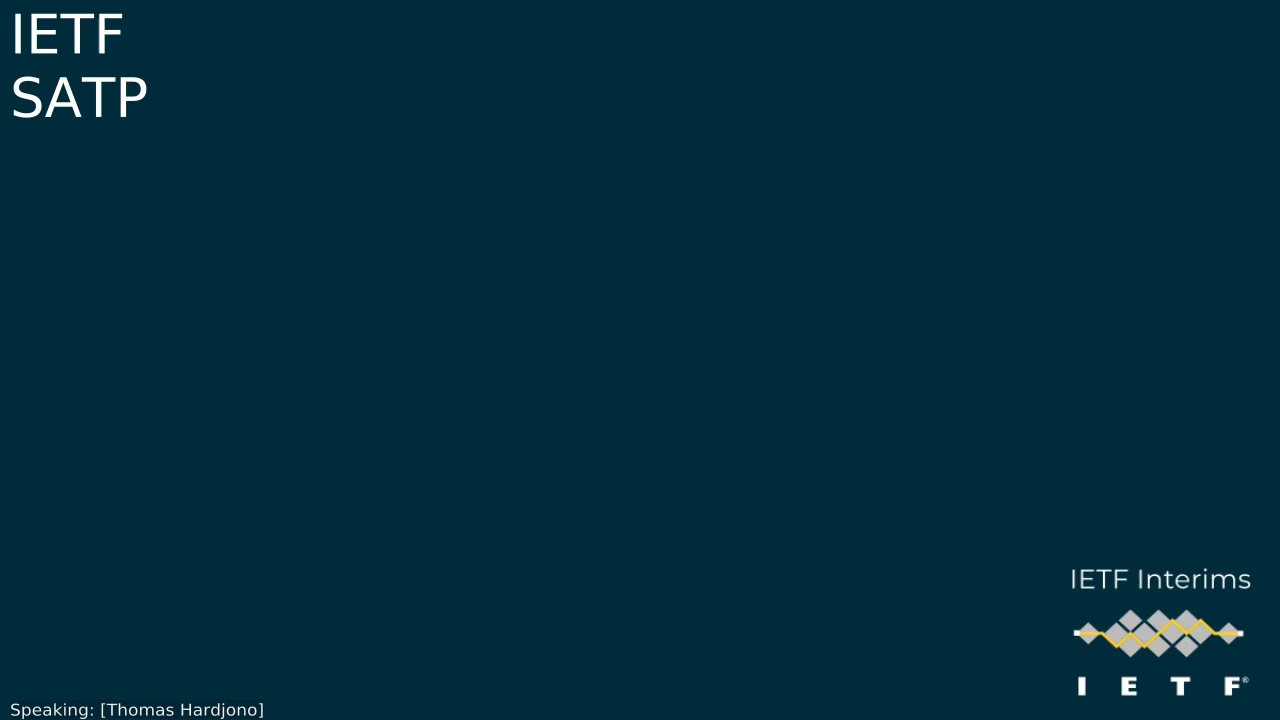 IETF
SATP
IETF Interims
I E T F®
Speaking: [Thomas Hardjono]